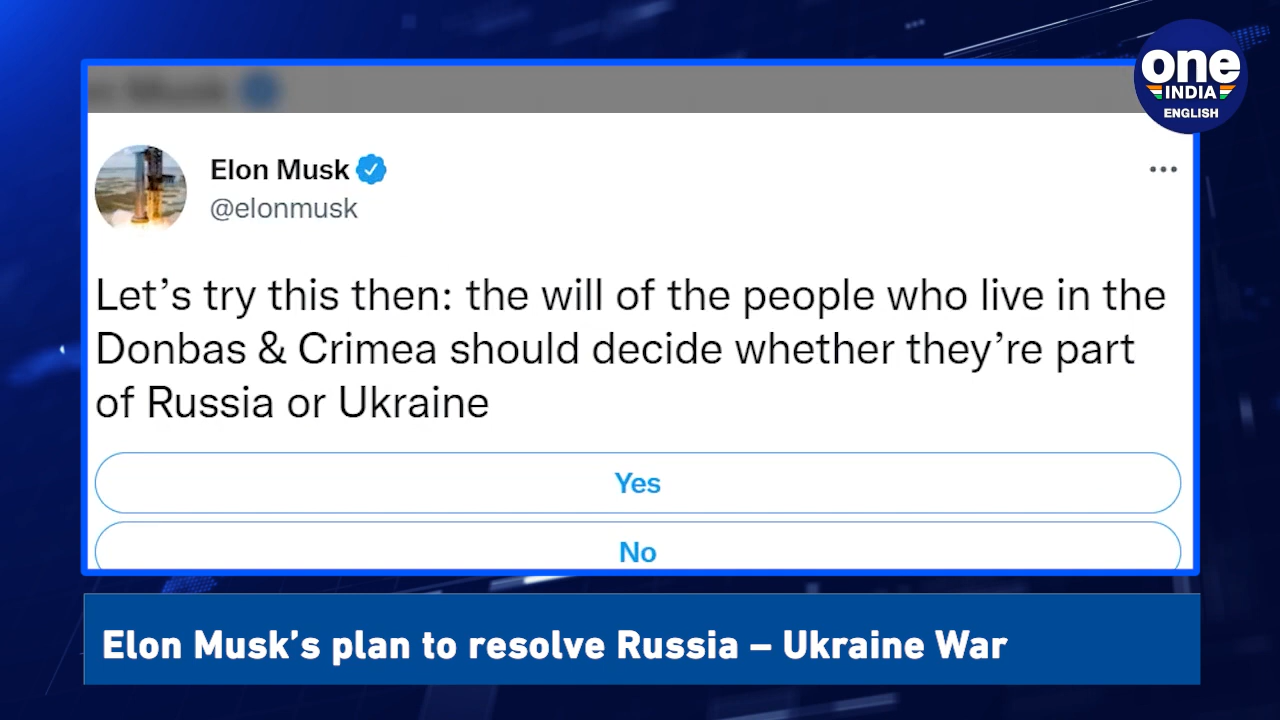 one
INDIA
ENGLISH
Elon Musk
@elonmusk
Let’s try this then: the will of the people who live in the
Donbas & Crimea should decide whether they’re part
of Russia or Ukraine
Yes
No
Elon Musk’s plan to resolve Russia – Ukraine War